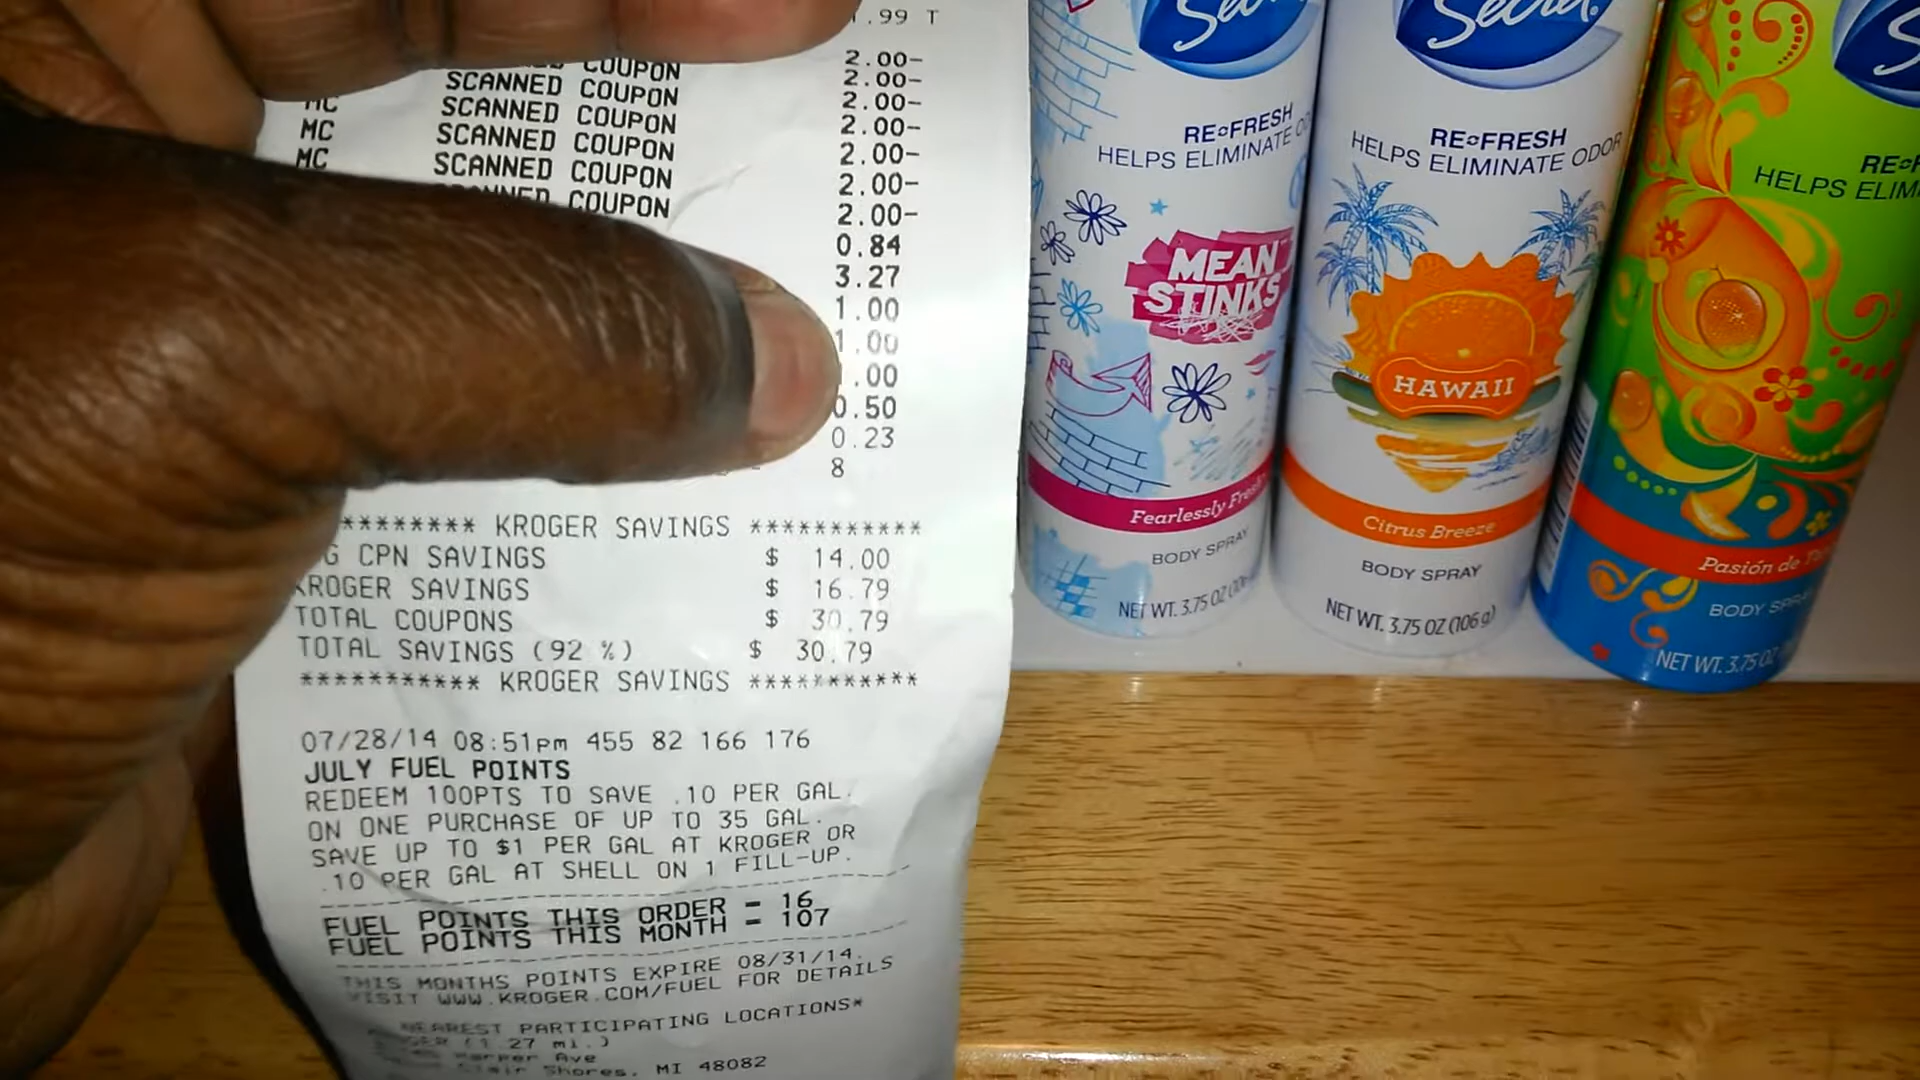 .99 T
COUPON 2.00-
SCANNED COUPON 2.00-
MC SCANNED COUPON 2.00-
MC SCANNED COUPON 2.00-
MC SCANNED COUPON 2.00-
SCANNED COUPON 2.00-
COUPON 2.00-
0.84
3.27
1.00
1.00
.00
0.50
0.23
8
******** KROGER SAVINGS ***********
G CPN SAVINGS $ 14.00
KROGER SAVINGS $ 16.79
TOTAL COUPONS $ 30.79
TOTAL SAVINGS (92 %) $ 30.79
*********** KROGER SAVINGS ***********
07/28/14 08:51pm 455 82 166 176
JULY FUEL POINTS
REDEEM 100PTS TO SAVE .10 PER GAL.
ON ONE PURCHASE OF UP TO 35 GAL.
SAVE UP TO $1 PER GAL AT KROGER OR
.10 PER GAL AT SHELL ON 1 FILL-UP.
FUEL POINTS THIS ORDER = 16
FUEL POINTS THIS MONTH = 107
THIS MONTHS POINTS EXPIRE 08/31/14.
VISIT WWW.KROGER.COM/FUEL FOR DETAILS
NEAREST PARTICIPATING LOCATIONS*
(1.27 mi.)
Harper Ave
Clair Shores, MI 48082
Secret
RE-FRESH
HELPS ELIMINATE
MEAN
STINKS
Fearlessly
BODY SPRAY
NET WT. 3.75 OZ
Secret
RE-FRESH
HELPS ELIMINATE ODOR
HAWAII
Citrus Breeze
BODY SPRAY
NET WT. 3.75 OZ (106 g)
HELPS
Pasión de
BODY
NET WT. 3.75 OZ